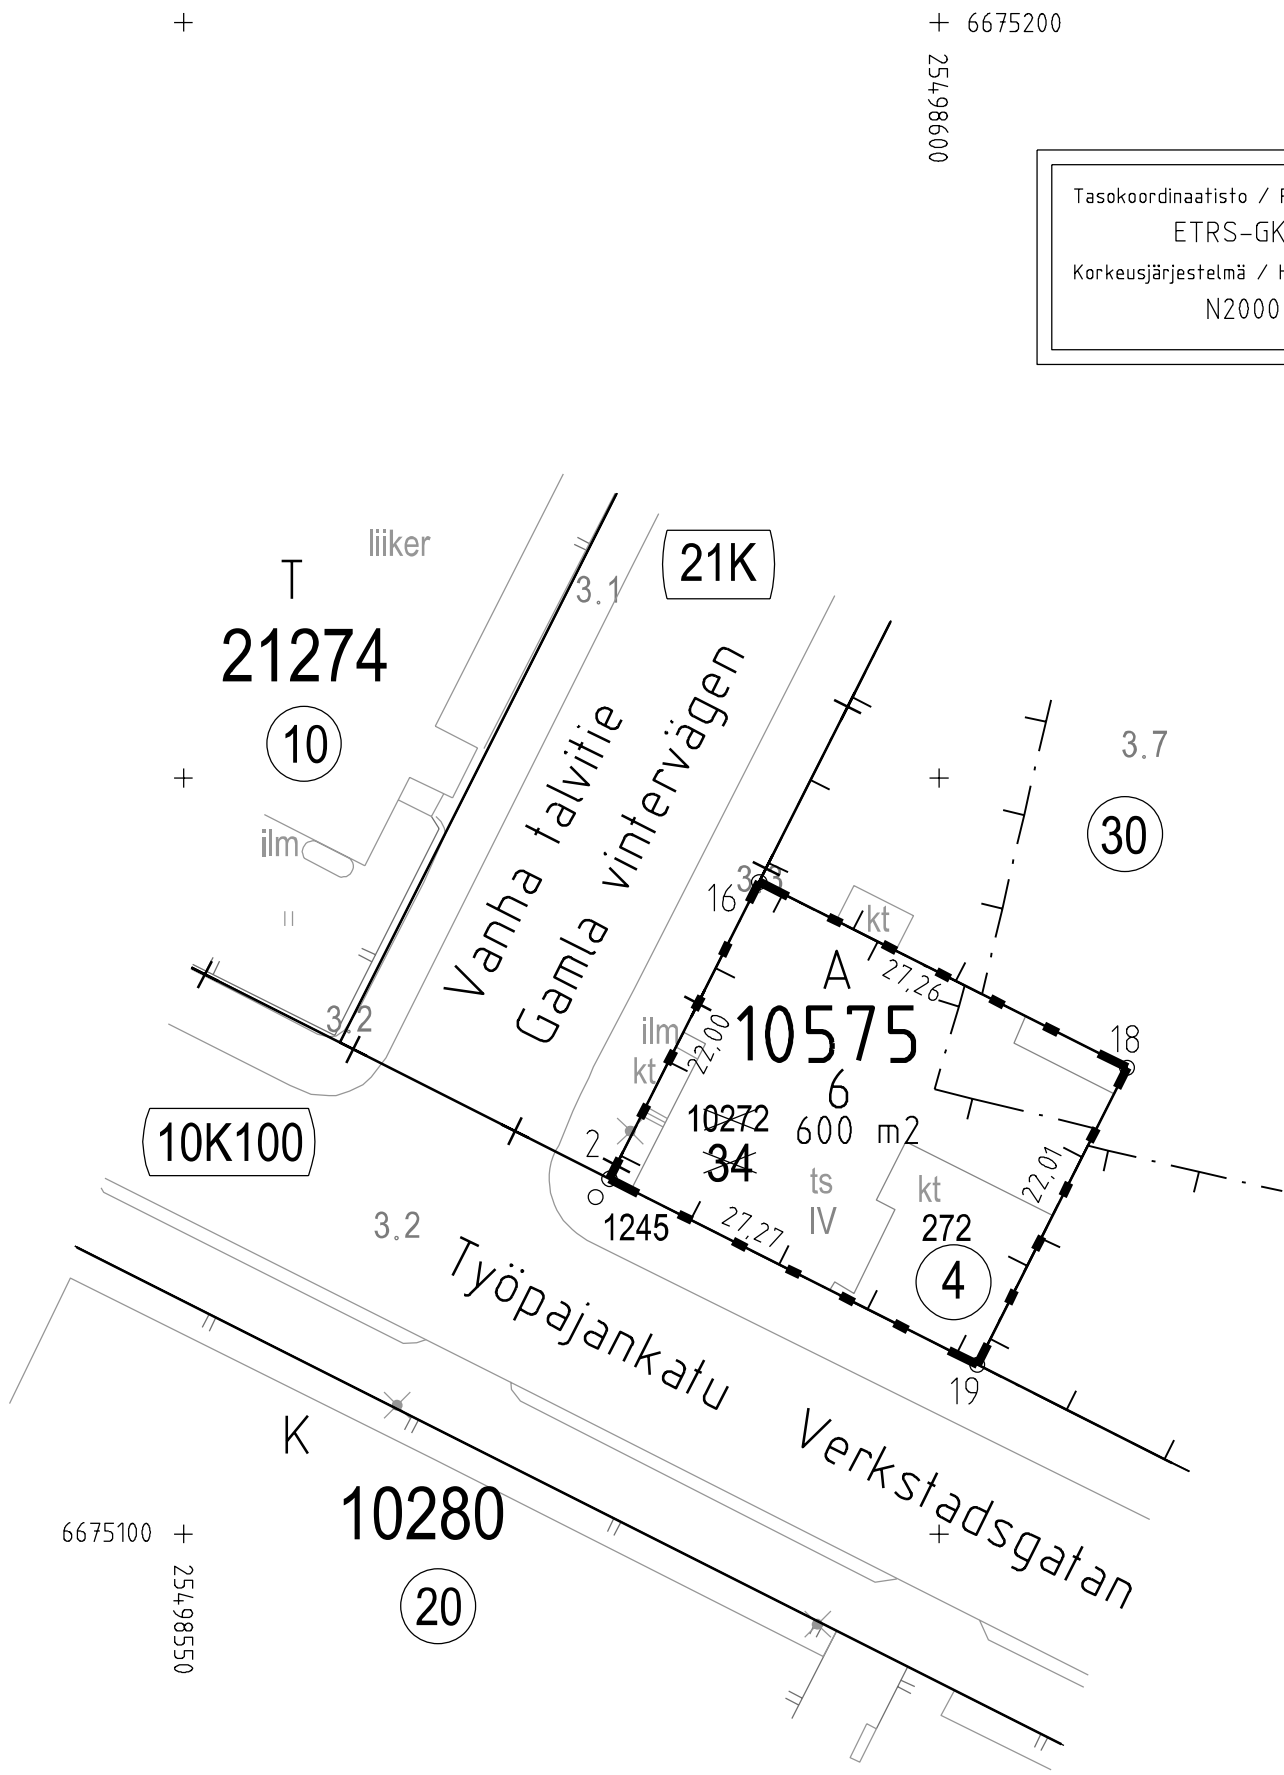 6675200
25498600
Tasokoordinaatisto /
ETRS-GK
Korkeusjärjestelmä /
N2000
liiker
T
21K
3.1
21274
10
Vanha talvitie
Gamla vintervägen
3.7
30
ilm
3.3
16
kt
A
27,26
3.2
ilm
22,00
10575
18
kt
6
10272
600 m2
10K100
2
34
22,01
ts
kt
IV
3.2
1245
27,27
272
4
Työpajankatu
Verkstadsgatan
19
K
10280
6675100
25498550
20